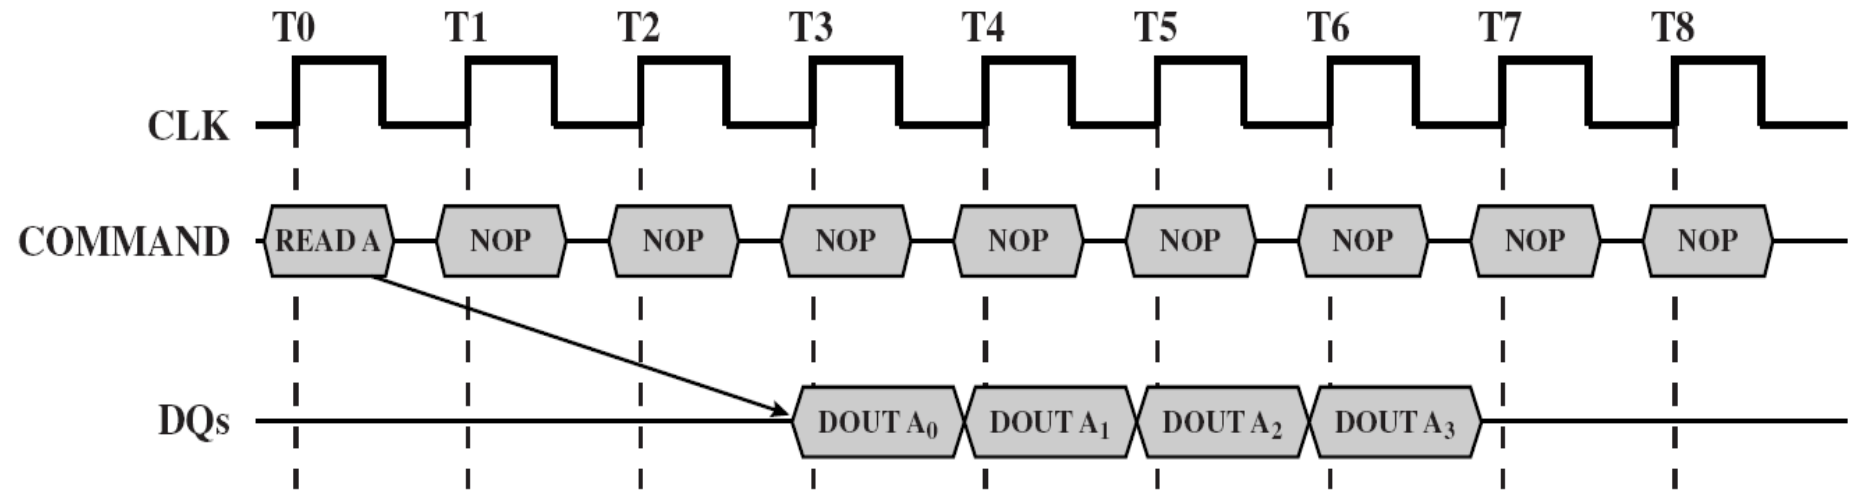 T0 T1 T2 T3 T4 T5 T6 T7 T8
CLK
COMMAND READ A NOP NOP NOP NOP NOP NOP NOP NOP
DQs DOUT A0 DOUT A1 DOUT A2 DOUT A3